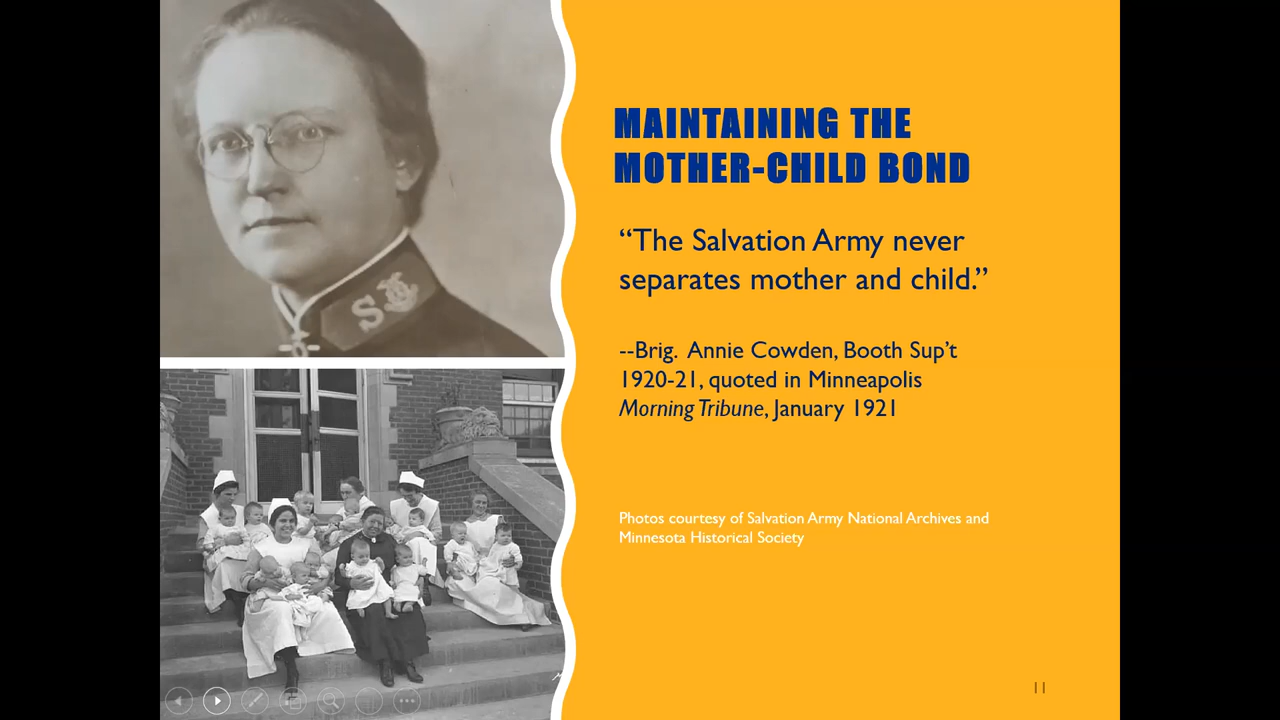 MAINTAINING THE
MOTHER-CHILD BOND
“The Salvation Army never
separates mother and child.”
--Brig. Annie Cowden, Booth Sup’t
1920-21, quoted in Minneapolis
Morning Tribune, January 1921
Photos courtesy of Salvation Army National Archives and
Minnesota Historical Society
11
S